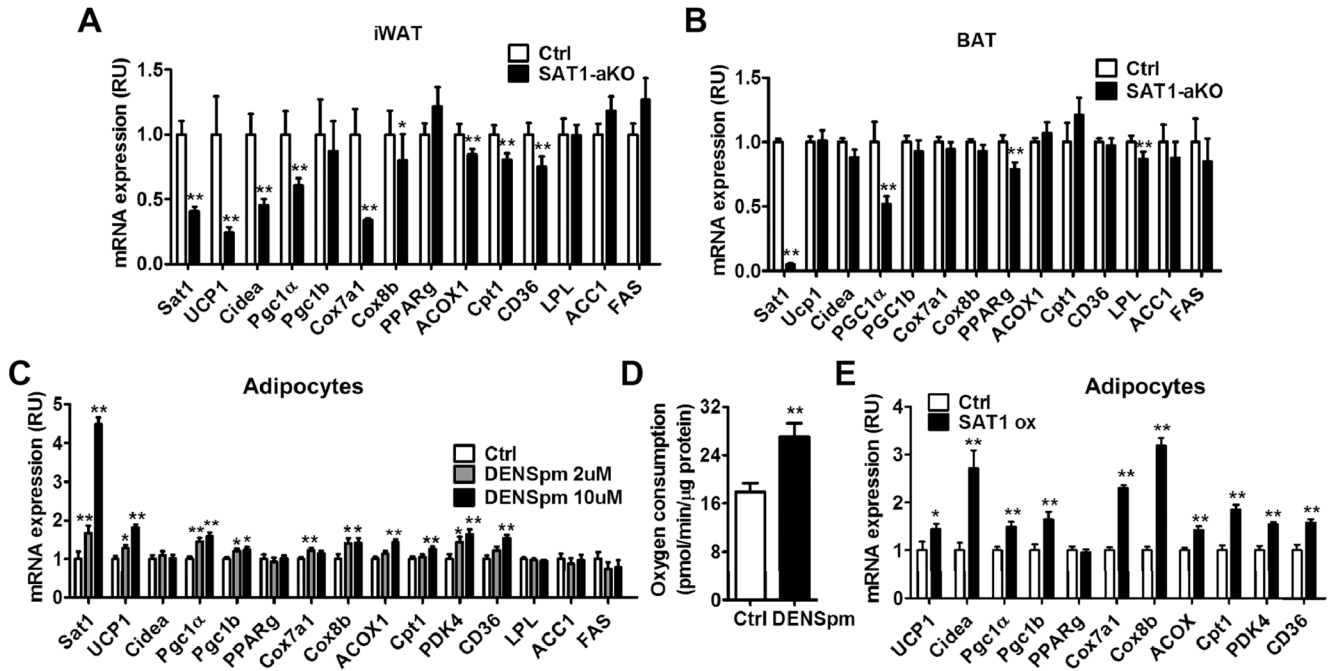 A
iWAT
Ctrl
SAT1-aKO
mRNA expression (RU)
1.5
1.0
0.5
0.0
** ** ** ** ** * ** ** **
Sat1 UCP1 Cidea Pgc1α Pgc1b Cox7a1 Cox8b PPARg ACOX1 Cpt1 CD36 LPL ACC1 FAS
B
BAT
Ctrl
SAT1-aKO
mRNA expression (RU)
1.5
1.0
0.5
0.0
** ** ** **
Sat1 Ucp1 Cidea PGC1α PGC1b Cox7a1 Cox8b PPARg ACOX1 Cpt1 CD36 LPL ACC1 FAS
C
Adipocytes
Ctrl
DENSpm 2uM
DENSpm 10uM
mRNA expression (RU)
5
4
3
2
1
0
** ** * ** ** ** * * ** ** ** ** ** * ** **
Sat1 UCP1 Cidea Pgc1α Pgc1b PPARg Cox7a1 Cox8b ACOX1 Cpt1 PDK4 CD36 LPL ACC1 FAS
D
Oxygen consumption
(pmol/min/µg protein)
32
24
16
8
0
**
Ctrl DENSpm
E
Adipocytes
Ctrl
SAT1 ox
mRNA expression (RU)
4
3
2
1
0
* ** ** ** ** ** ** ** ** **
UCP1 Cidea Pgc1α Pgc1b PPARg Cox7a1 Cox8b ACOX Cpt1 PDK4 CD36